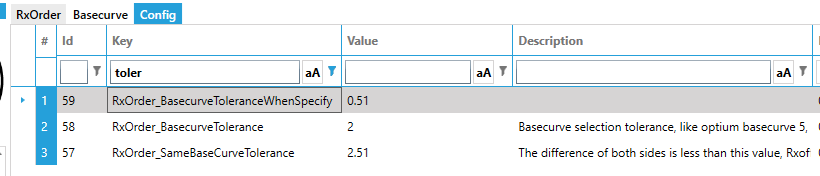 RxOrder Basecurve Config
# Id Key Value Description
toler aA aA
1 59 RxOrder_BasecurveToleranceWhenSpecify 0.51
2 58 RxOrder_BasecurveTolerance 2 Basecurve selection tolerance, like optium basecurve 5,
3 57 RxOrder_SameBaseCurveTolerance 2.51 The difference of both sides is less than this value, Rxof